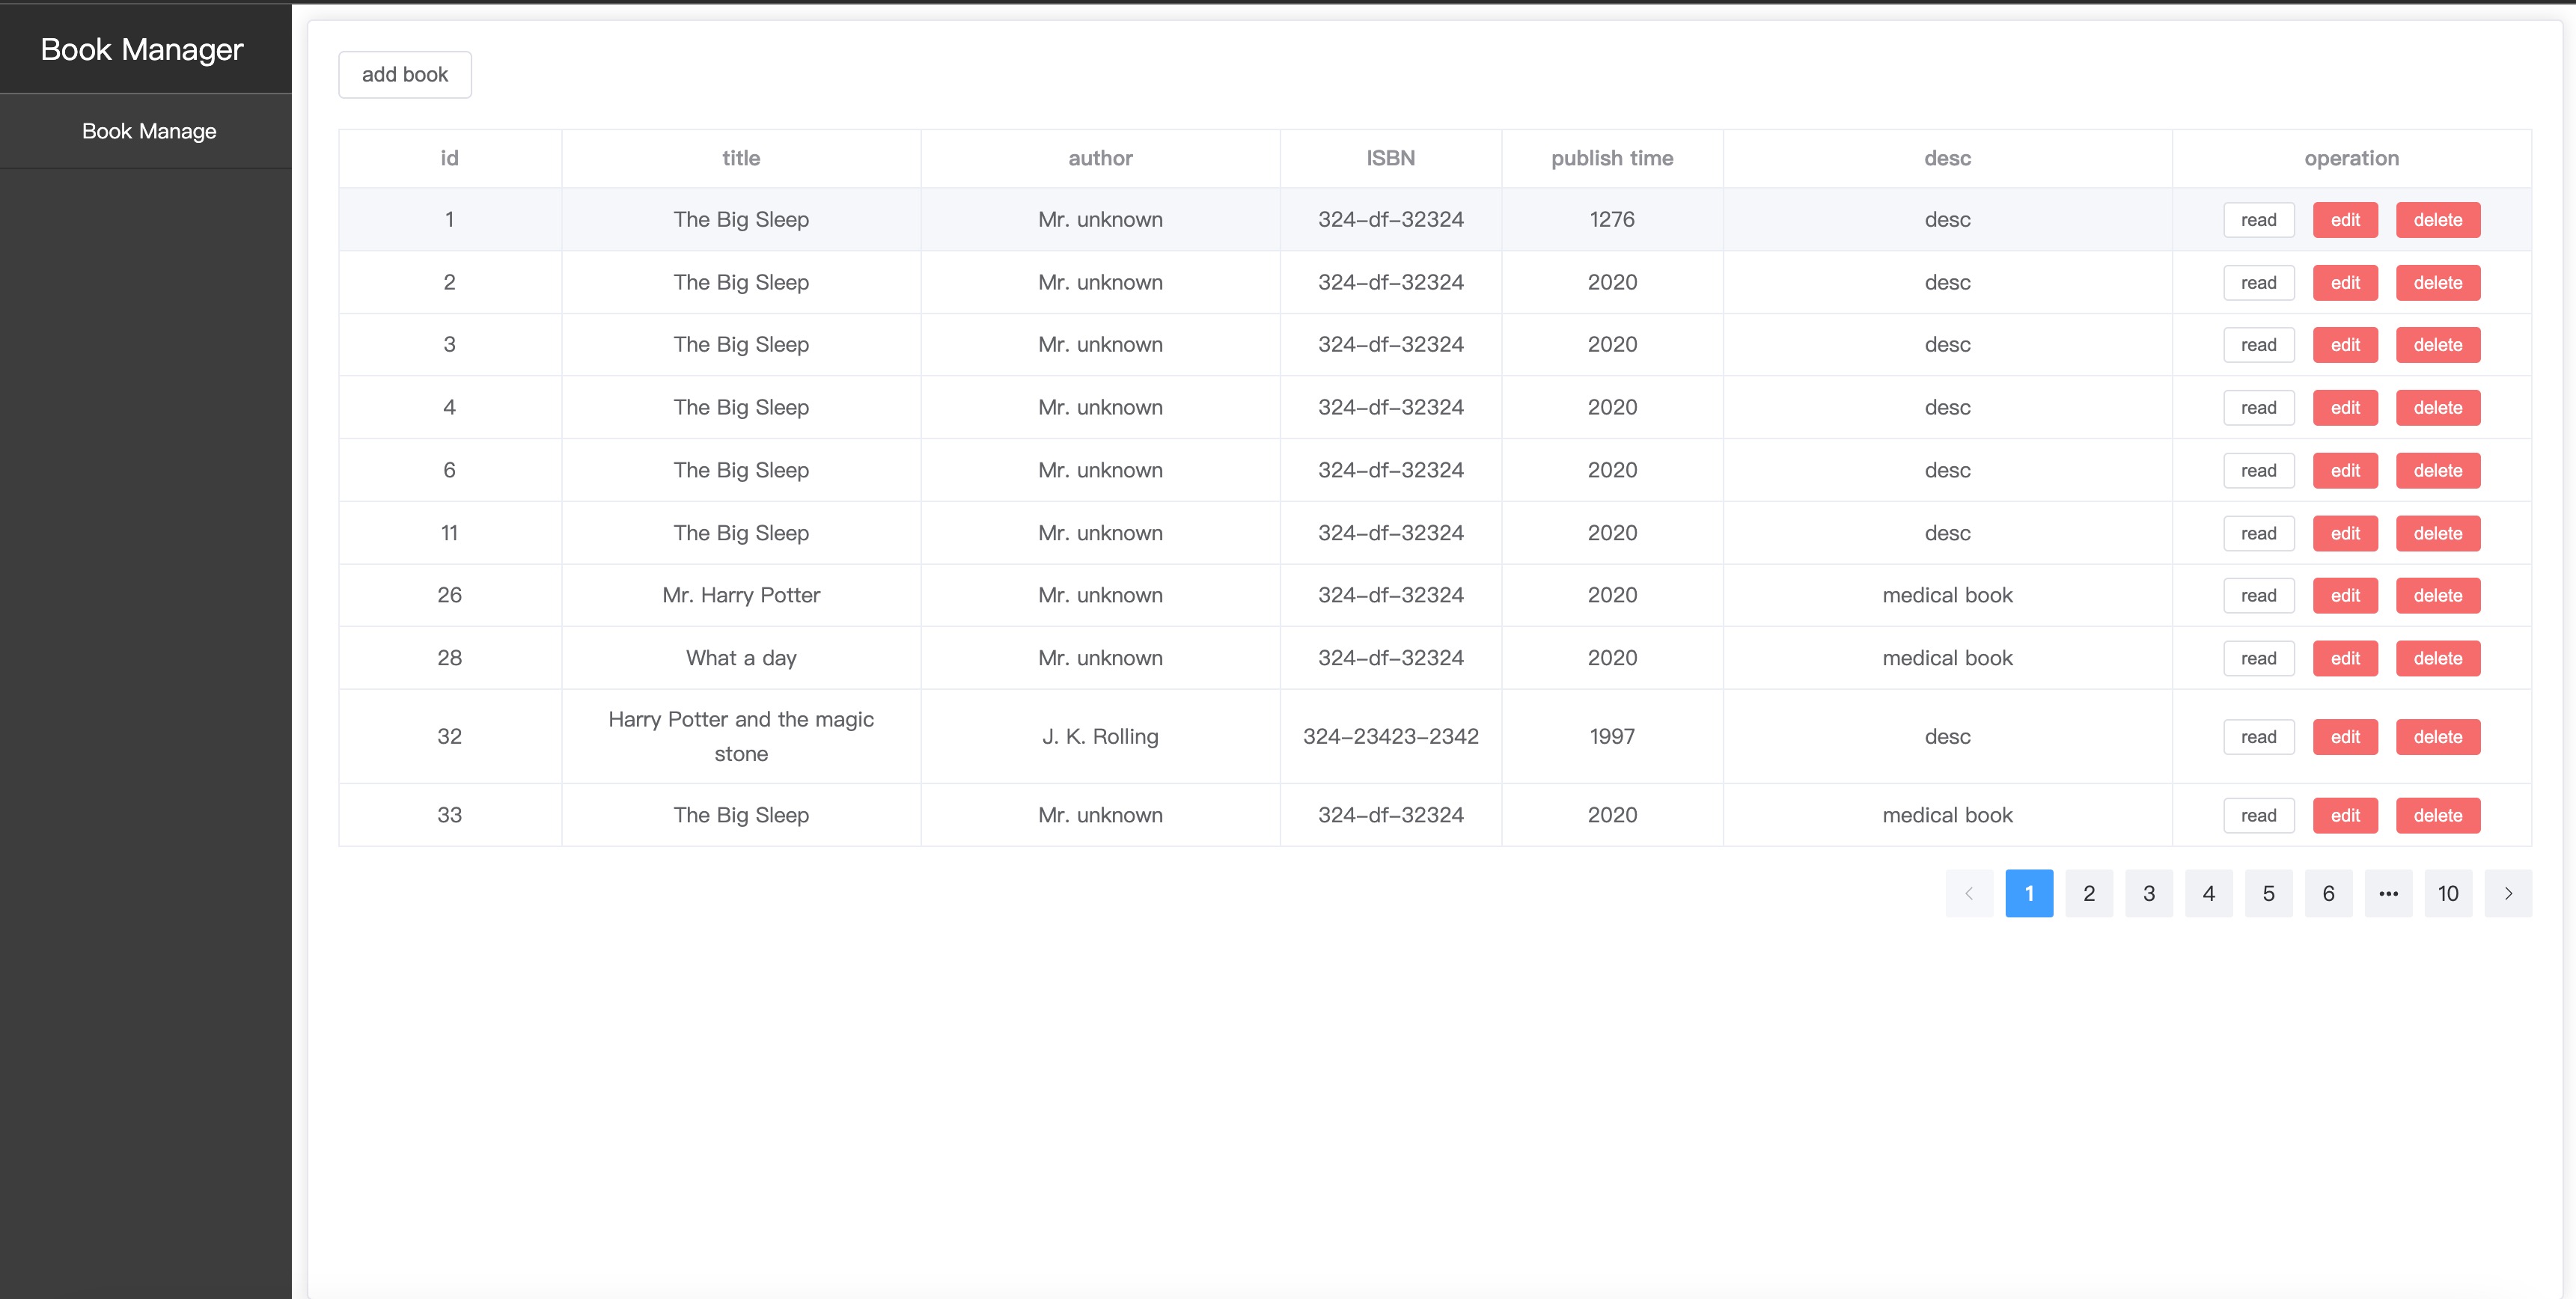 Book Manager
Book Manage
add book
id title author ISBN publish time desc operation
1 The Big Sleep Mr. unknown 324-df-32324 1276 desc read edit delete
2 The Big Sleep Mr. unknown 324-df-32324 2020 desc read edit delete
3 The Big Sleep Mr. unknown 324-df-32324 2020 desc read edit delete
4 The Big Sleep Mr. unknown 324-df-32324 2020 desc read edit delete
6 The Big Sleep Mr. unknown 324-df-32324 2020 desc read edit delete
11 The Big Sleep Mr. unknown 324-df-32324 2020 desc read edit delete
26 Mr. Harry Potter Mr. unknown 324-df-32324 2020 medical book read edit delete
28 What a day Mr. unknown 324-df-32324 2020 medical book read edit delete
32 Harry Potter and the magic
stone J. K. Rolling 324-23423-2342 1997 desc read edit delete
33 The Big Sleep Mr. unknown 324-df-32324 2020 medical book read edit delete
1 2 3 4 5 6 ••• 10